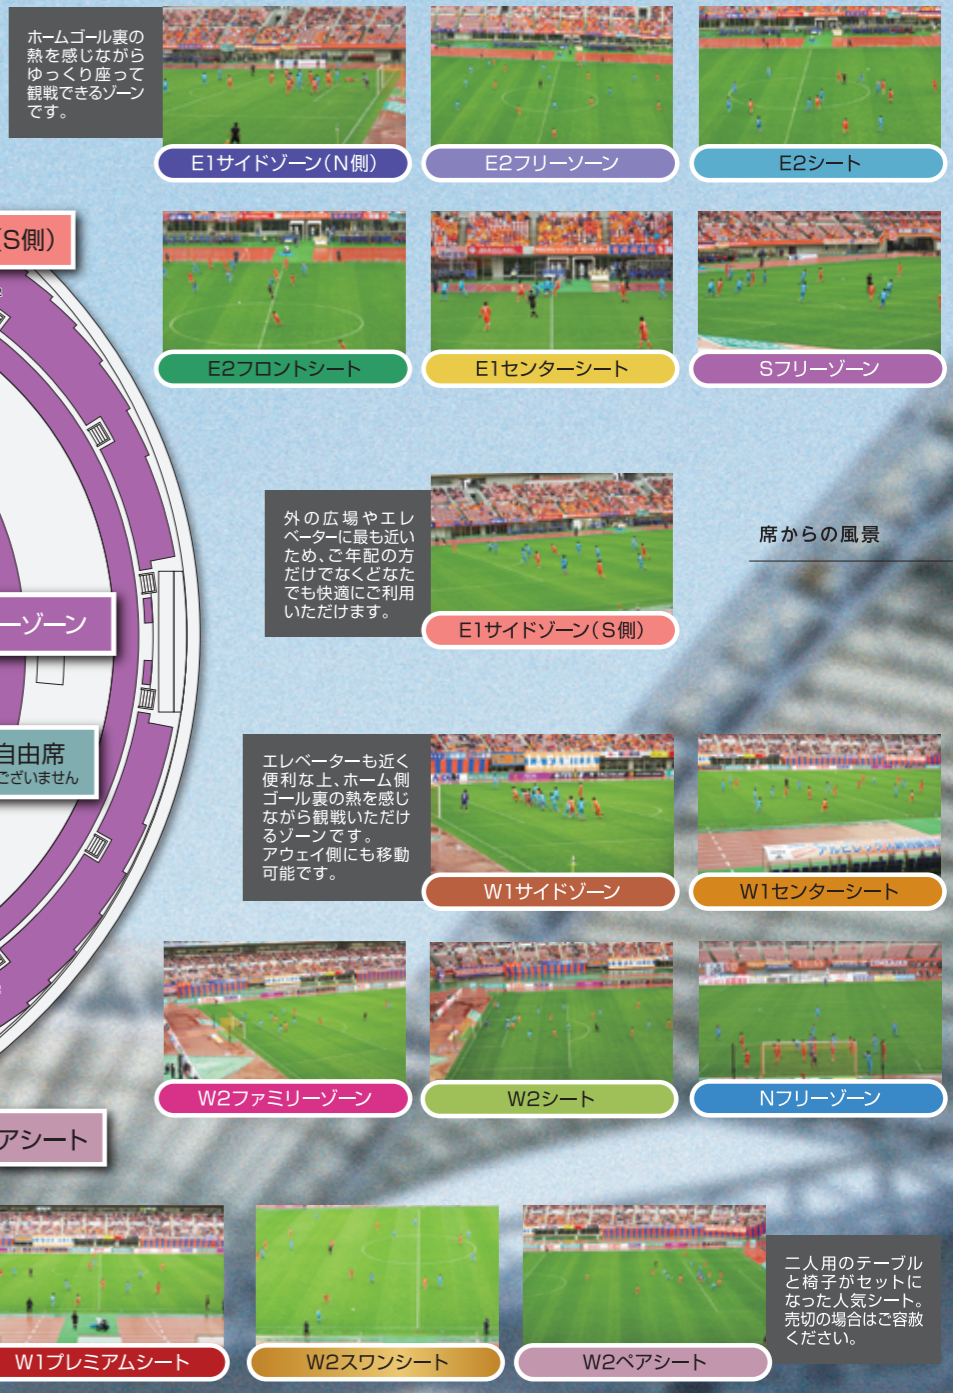 ホームゴール裏の
熱を感じながら
ゆっくり座って
観戦できるゾーン
です。
E1サイドゾーン（N側）
E2フリーゾーン
E2シート
（S側）
E2フロントシート
E1センターシート
Sフリーゾーン
外の広場やエレ
ベーターに最も近い
ため、ご年配の方
だけでなくどなた
でも快適にご利用
いただけます。
E1サイドゾーン（S側）
席からの風景
ーゾーン
自由席
ございません
エレベーターも近く
便利な上、ホーム側
ゴール裏の熱を感じ
ながら観戦いただけ
るゾーンです。
アウェイ側にも移動
可能です。
W1サイドゾーン
W1センターシート
W2ファミリーゾーン
W2シート
Nフリーゾーン
アシート
W1プレミアムシート
W2スワンシート
W2ペアシート
二人用のテーブル
と椅子がセットに
なった人気シート。
売切の場合はご容赦
ください。